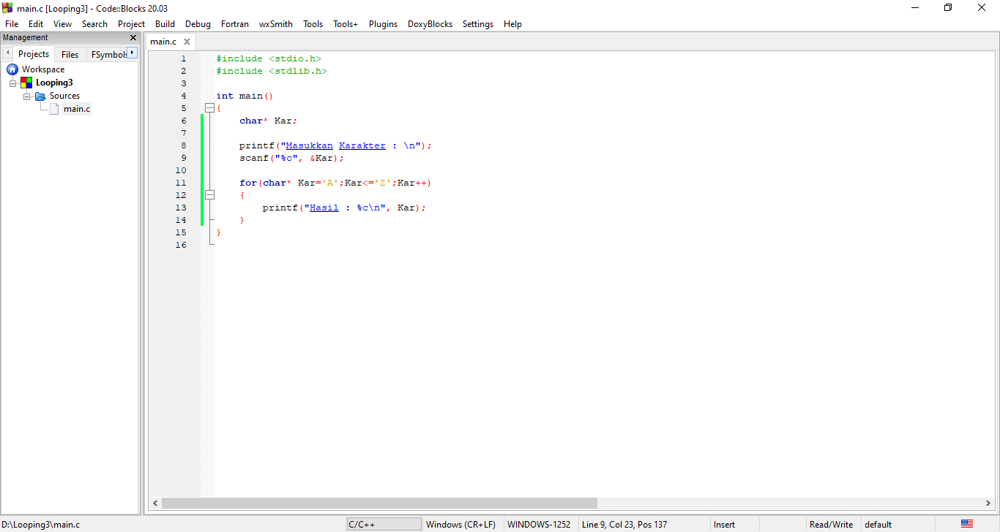 main.c [Looping3] - Code::Blocks 20.03
File Edit View Search Project Build Debug Fortran wxSmith Tools Tools+ Plugins DoxyBlocks Settings Help
Management
Projects Files FSymbols
Workspace
Looping3
Sources
main.c
main.c
1 #include <stdio.h>
2 #include <stdlib.h>
3
4 int main()
5 {
6 char* Kar;
7
8 printf("Masukkan Karakter : \n");
9 scanf("%c", &Kar);
10
11 for(char* Kar='A';Kar<='Z';Kar++)
12 {
13 printf("Hasil : %c\n", Kar);
14 }
15 }
16
D:\Looping3\main.c C/C++ Windows (CR+LF) WINDOWS-1252 Line 9, Col 23, Pos 137 Insert Read/Write default